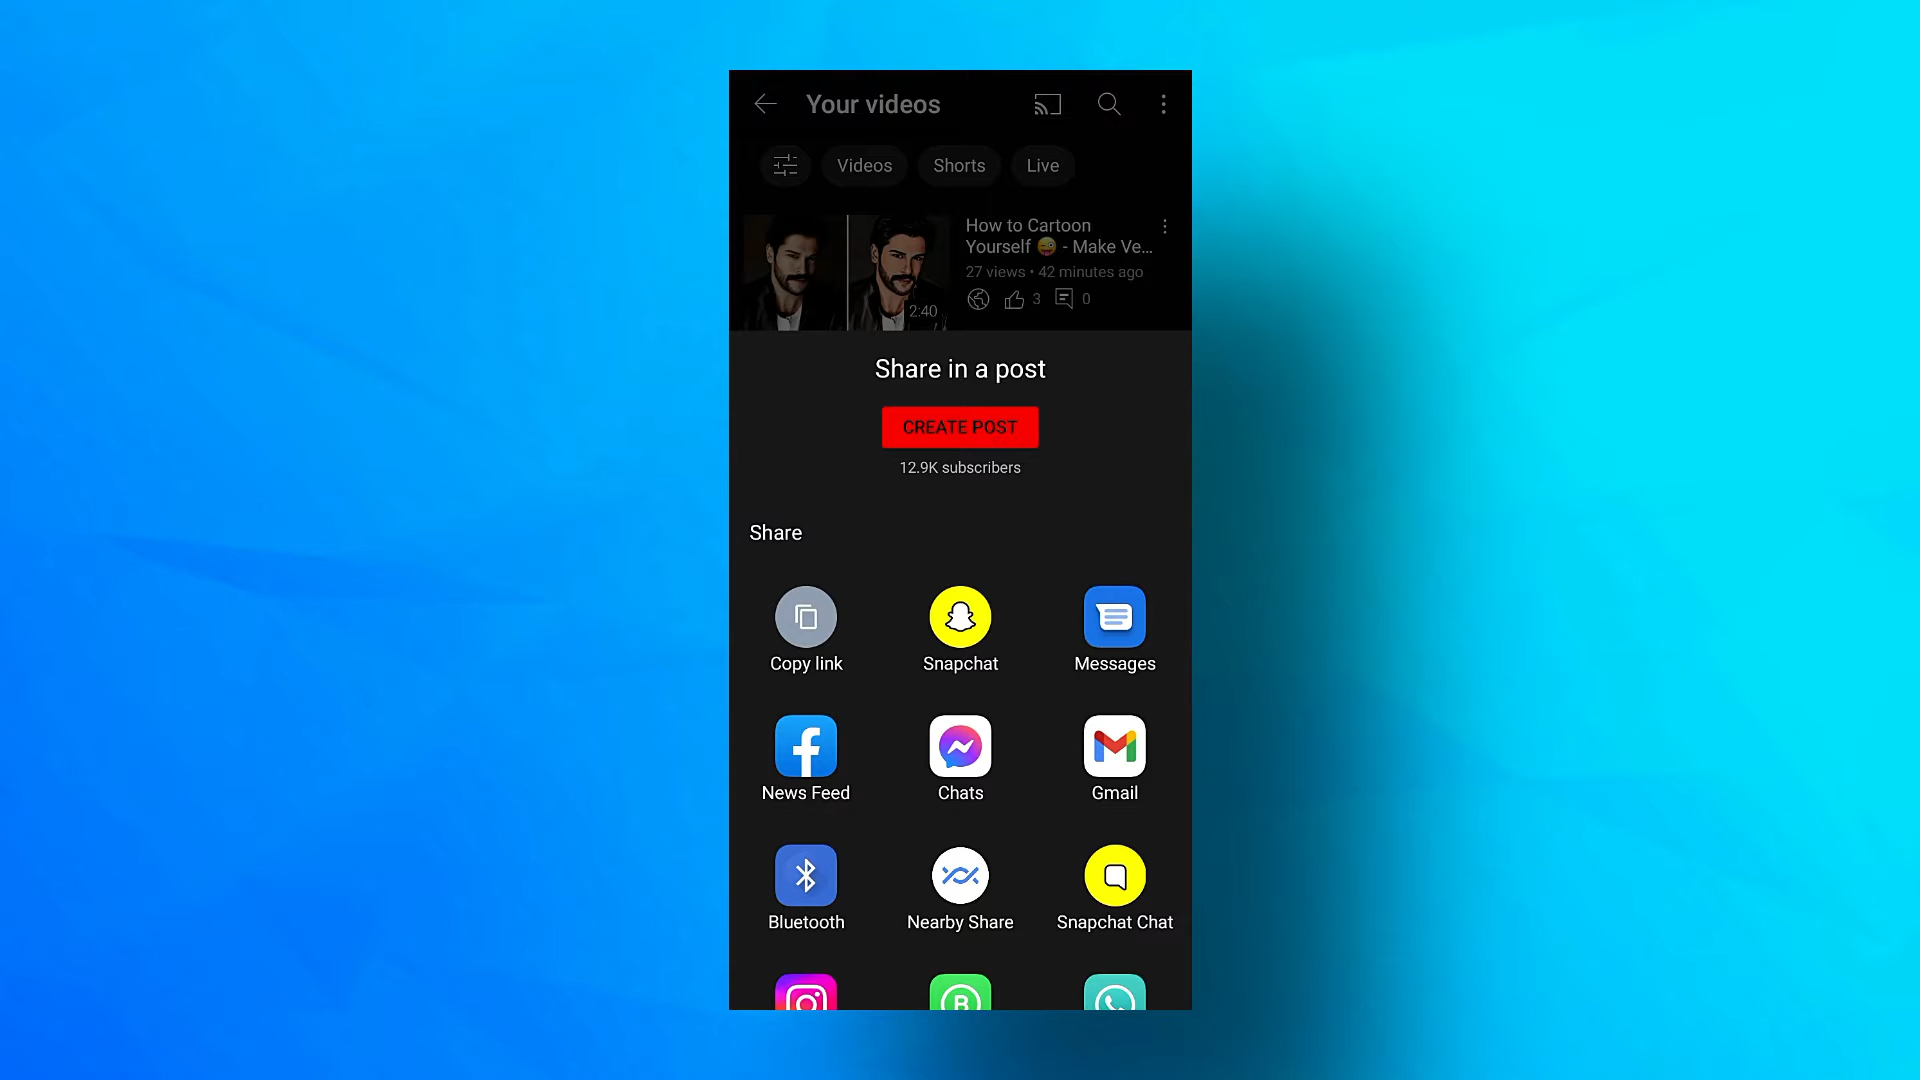 Your videos
Videos
Shorts
Live
How to Cartoon
Yourself 😜 - Make Ve...
27 views • 42 minutes ago
3
0
2:40
Share in a post
CREATE POST
12.9K subscribers
Share
Copy link
Snapchat
Messages
News Feed
Chats
Gmail
Bluetooth
Nearby Share
Snapchat Chat